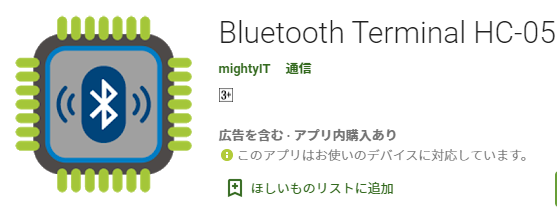 Bluetooth Terminal HC-05
mightyIT 通信
3+
広告を含む · アプリ内購入あり
このアプリはお使いのデバイスに対応しています。
ほしいものリストに追加